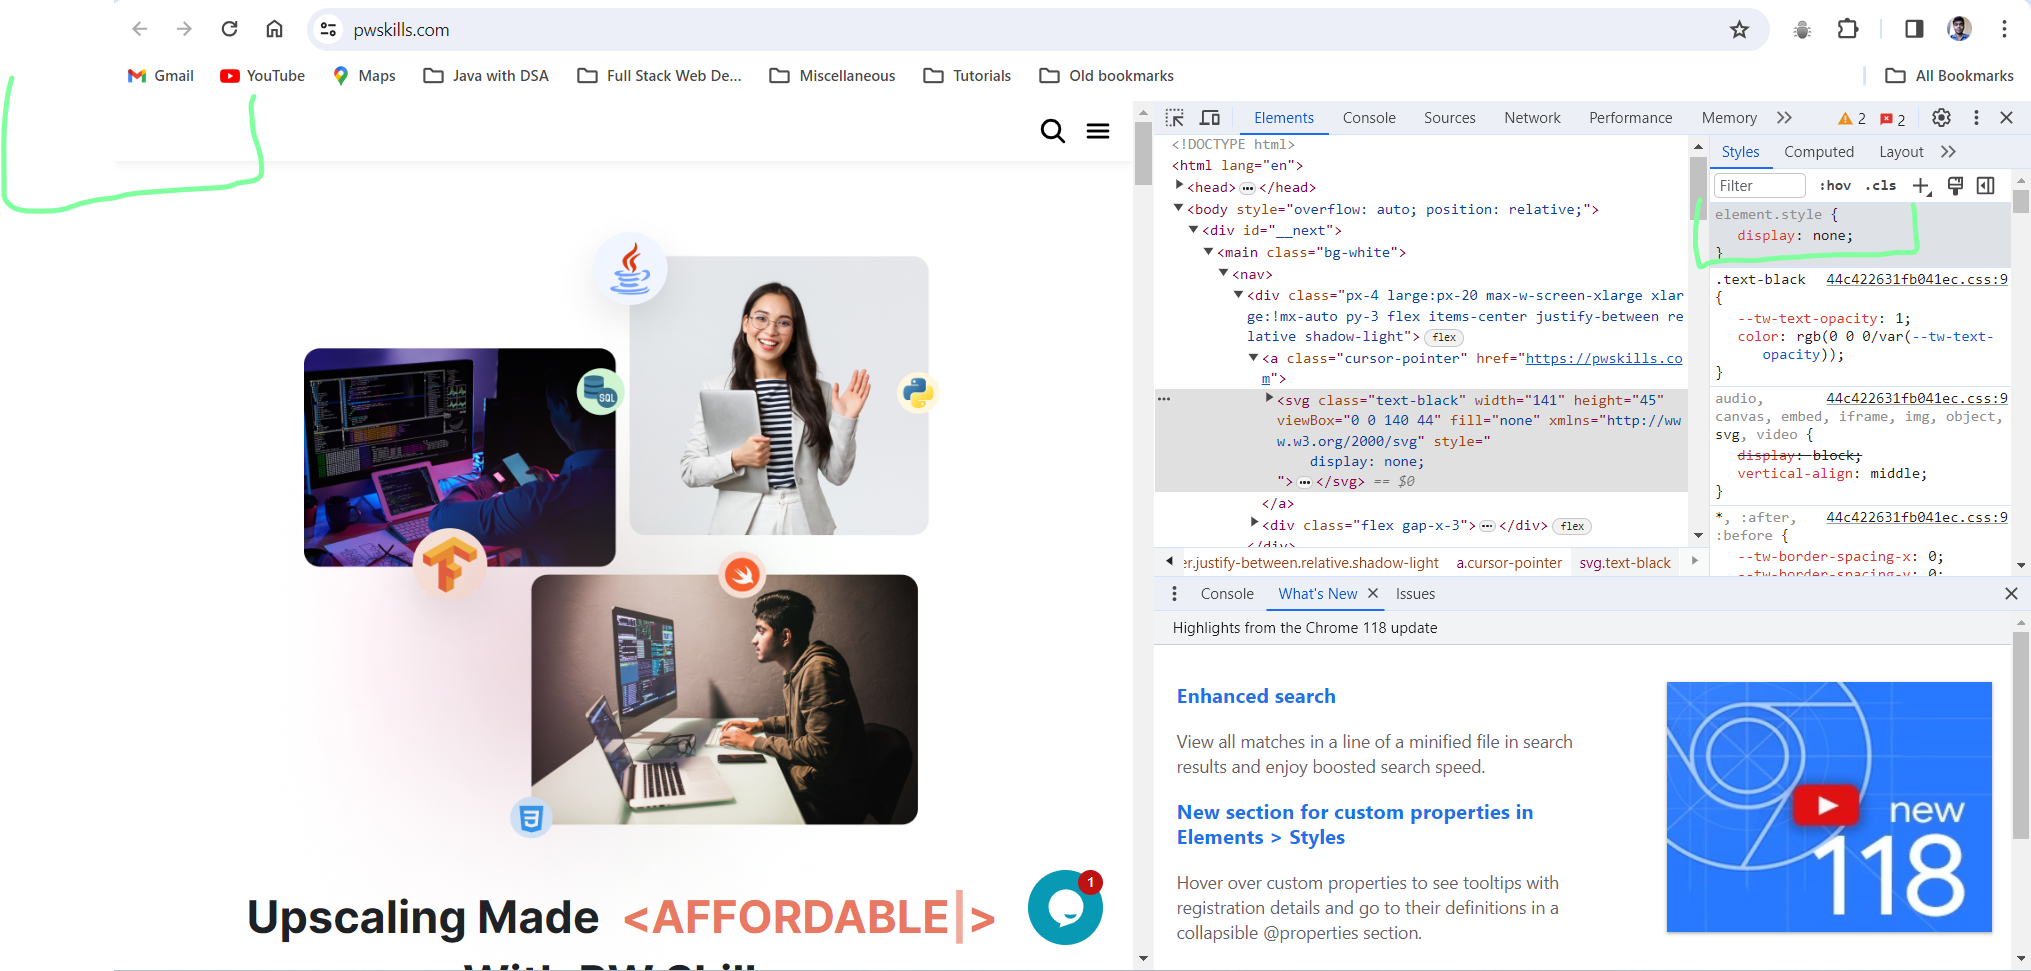 pwskills.com
Gmail
YouTube
Maps
Java with DSA
Full Stack Web De...
Miscellaneous
Tutorials
Old bookmarks
All Bookmarks
SQL
Upscaling Made <AFFORDABLE|>
1
Elements
Console
Sources
Network
Performance
Memory
2
2
<!DOCTYPE html>
<html lang="en">
<head> ••• </head>
<body style="overflow: auto; position: relative;">
<div id="__next">
<main class="bg-white">
<nav>
<div class="px-4 large:px-20 max-w-screen-xlarge xlar
ge:!mx-auto py-3 flex items-center justify-between re
lative shadow-light"> flex
<a class="cursor-pointer" href="https://pwskills.co
m">
<svg class="text-black" width="141" height="45"
viewBox="0 0 140 44" fill="none" xmlns="http://ww
w.w3.org/2000/svg" style="
display: none;
"> ••• </svg> == $0
</a>
<div class="flex gap-x-3"> ••• </div> flex
</div>
er.justify-between.relative.shadow-light
a.cursor-pointer
svg.text-black
Styles
Computed
Layout
Filter
:hov
.cls
element.style {
display: none;
}
.text-black 44c422631fb041ec.css:9
{
--tw-text-opacity: 1;
color: rgb(0 0 0/var(--tw-text-
opacity));
}
audio, 44c422631fb041ec.css:9
canvas, embed, iframe, img, object,
svg, video {
display: block;
vertical-align: middle;
}
*, :after, 44c422631fb041ec.css:9
:before {
--tw-border-spacing-x: 0;
--tw-border-spacing-y: 0;
Console
What's New
Issues
Highlights from the Chrome 118 update
Enhanced search
View all matches in a line of a minified file in search
results and enjoy boosted search speed.
New section for custom properties in
Elements > Styles
Hover over custom properties to see tooltips with
registration details and go to their definitions in a
collapsible @properties section.
new
118